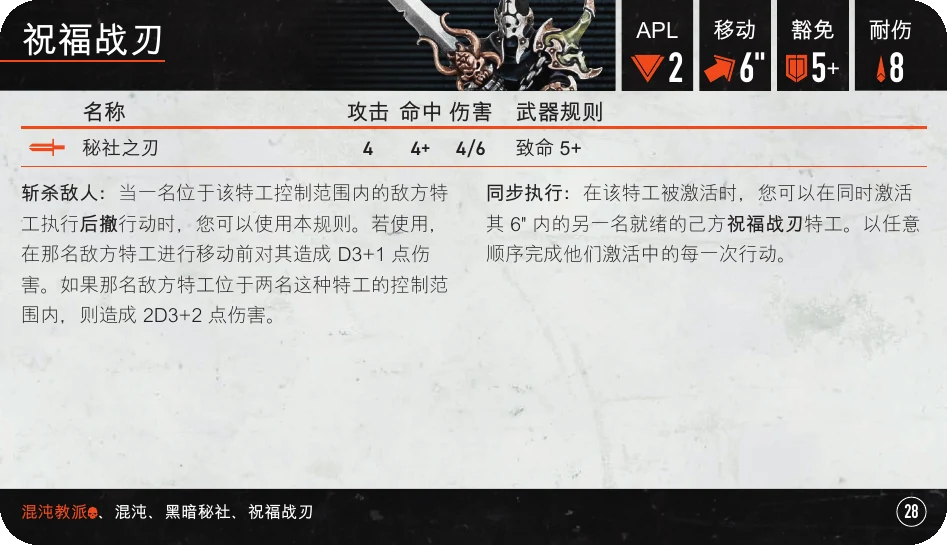 祝福战刃
APL 移动 豁免 耐伤
2 6" 5+ 8
名称 攻击 命中 伤害 武器规则
秘社之刃 4 4+ 4/6 致命 5+
斩杀敌人：当一名位于该特工控制范围内的敌方特
工执行后撤行动时，您可以使用本规则。若使用，
在那名敌方特工进行移动前对其造成 D3+1 点伤
害。如果那名敌方特工位于两名这种特工的控制范
围内，则造成 2D3+2 点伤害。
同步执行：在该特工被激活时，您可以在同时激活
其 6" 内的另一名就绪的己方祝福战刃特工。以任意
顺序完成他们激活中的每一次行动。
混沌教派、混沌、黑暗秘社、祝福战刃
28